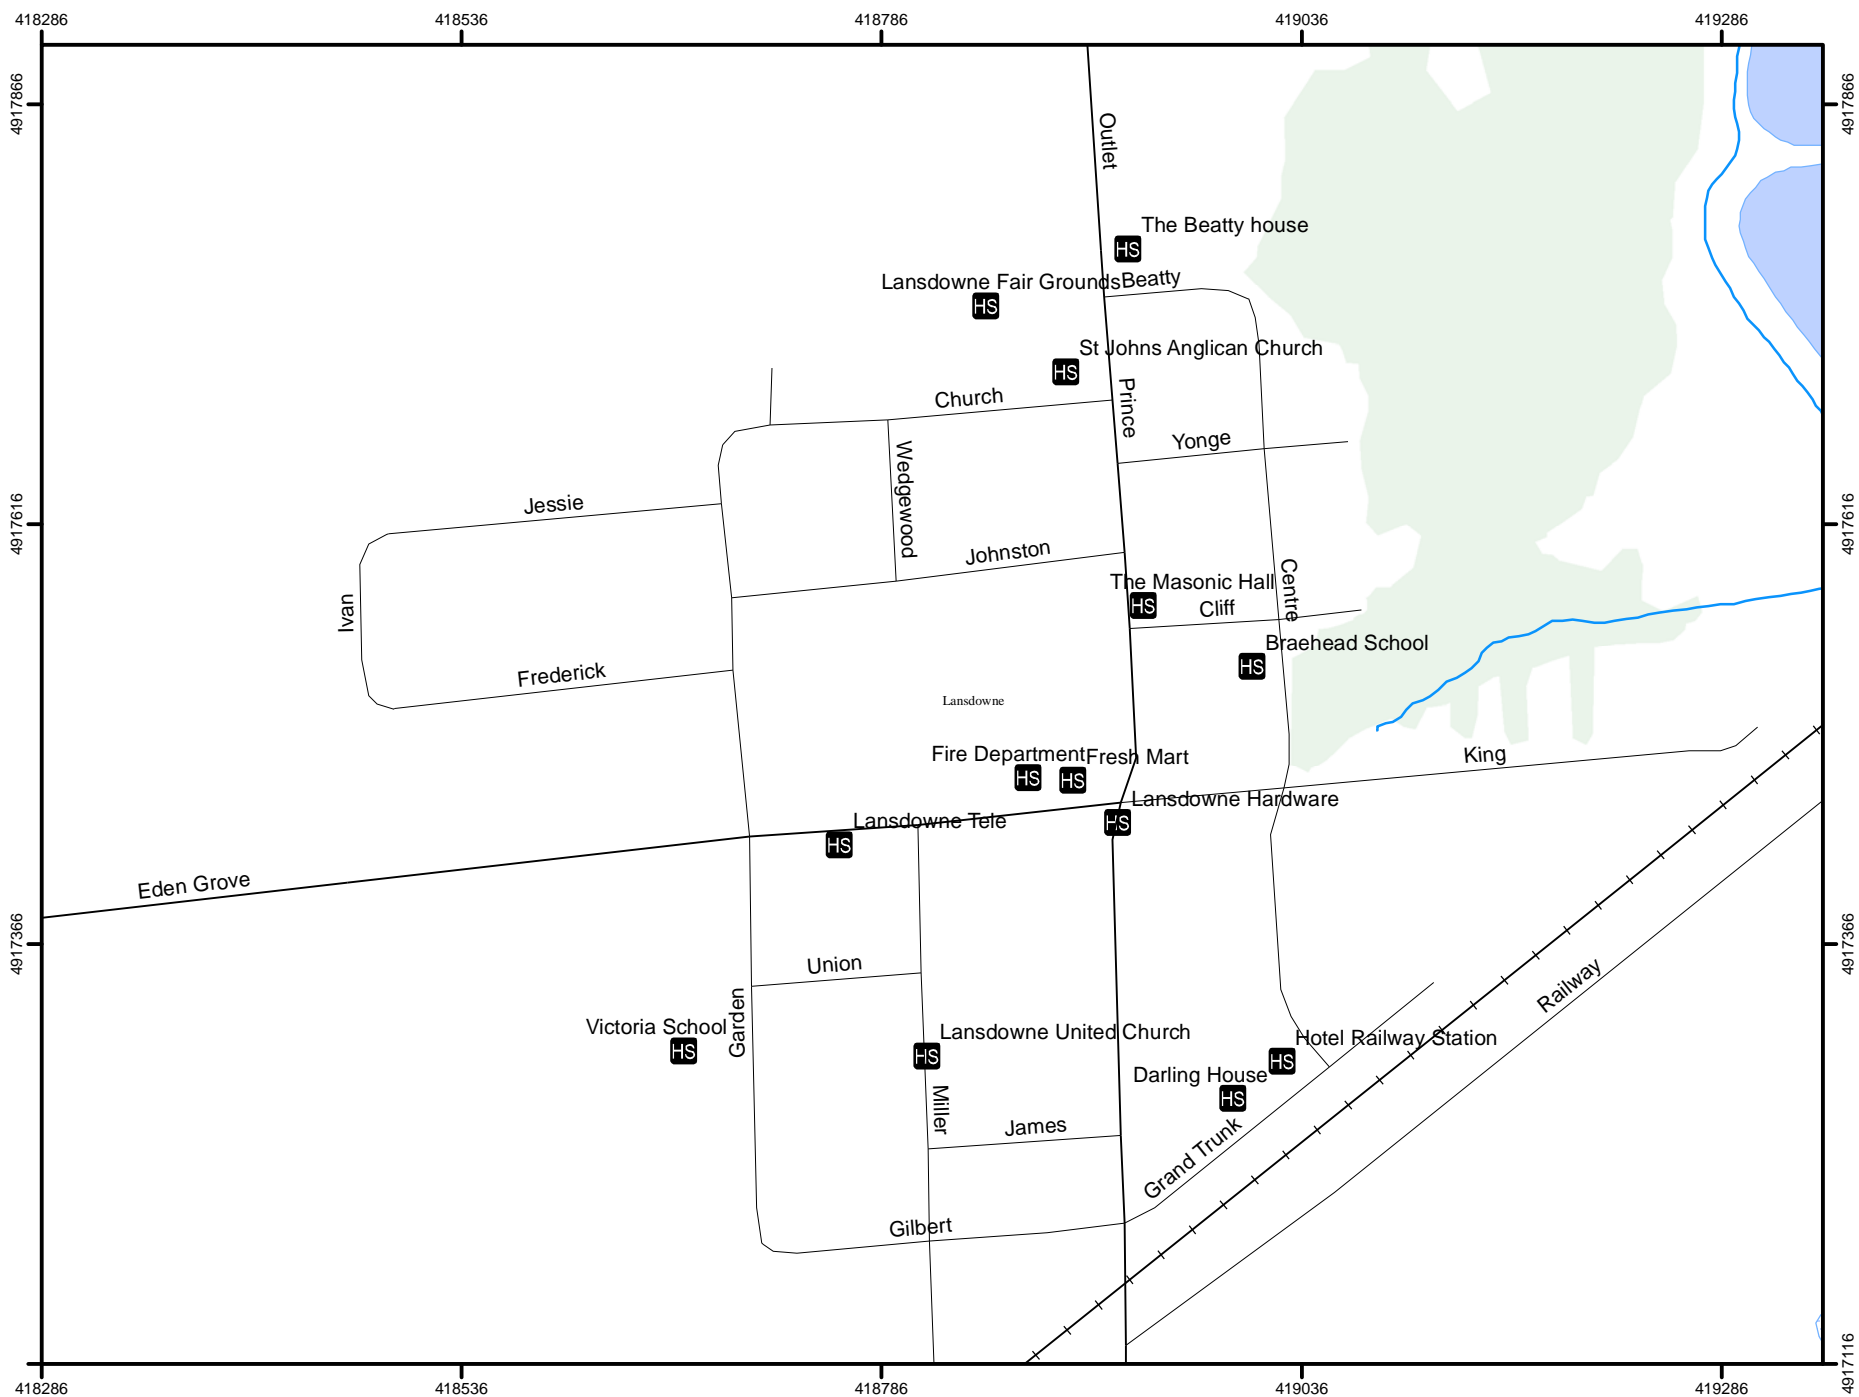 418286 418536 418786 419036 419286
4917866 4917866
Outlet
The Beatty house
HS
Lansdowne Fair Grounds Beatty
HS
St Johns Anglican Church
HS
Church
Prince
Yonge
Wedgewood
Jessie
4917616 4917616
Johnston
Centre
The Masonic Hall
HS
Cliff
Ivan
Braehead School
HS
Frederick
Lansdowne
Fire Department Fresh Mart
HS HS
King
Lansdowne Hardware
HS
Lansdowne Tele
HS
Eden Grove
4917366 4917366
Union
Railway
Garden
Victoria School
HS
Lansdowne United Church
HS
Hotel Railway Station
HS
Darling House
HS
Miller
James
Grand Trunk
Gilbert
4917116
418286 418536 418786 419036 419286